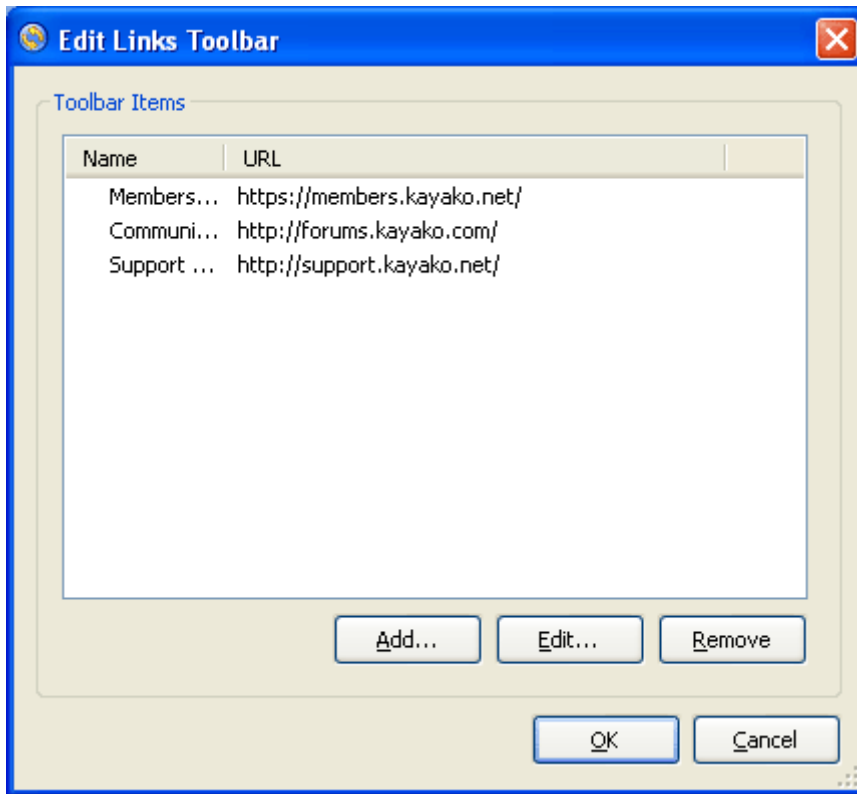 Edit Links Toolbar
Toolbar Items
Name URL
Members... https://members.kayako.net/
Communi... http://forums.kayako.com/
Support ... http://support.kayako.net/
Add... Edit... Remove
OK Cancel